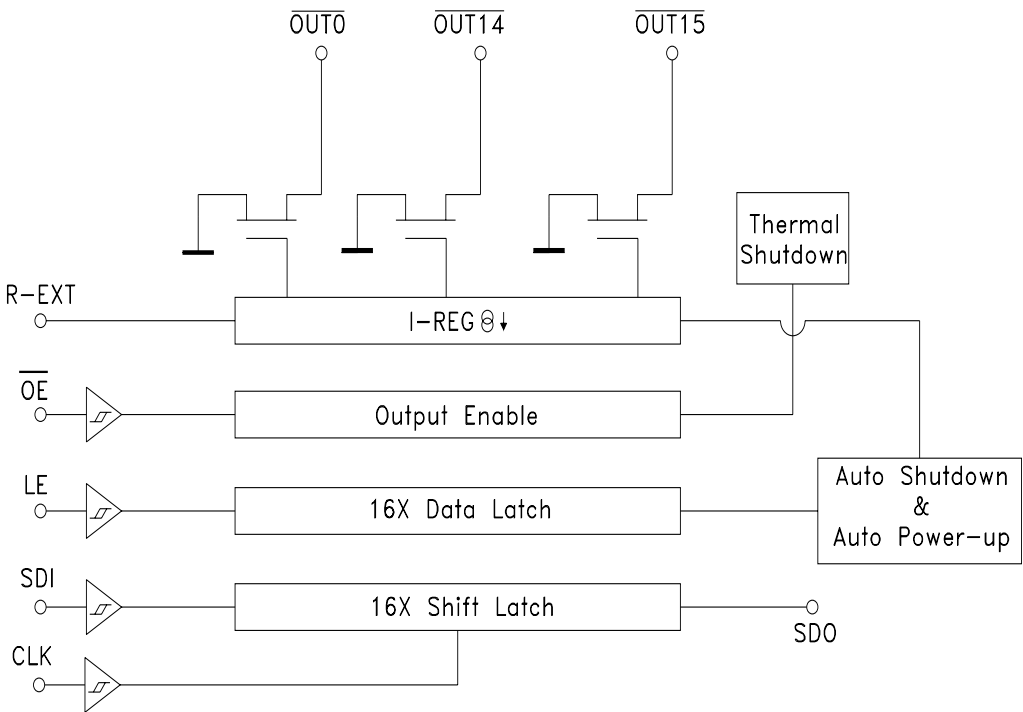 OUT0 OUT14 OUT15
Thermal
Shutdown
R-EXT
I-REG
OE
Output Enable
LE
16X Data Latch
Auto Shutdown
&
Auto Power-up
SDI
16X Shift Latch
SDO
CLK